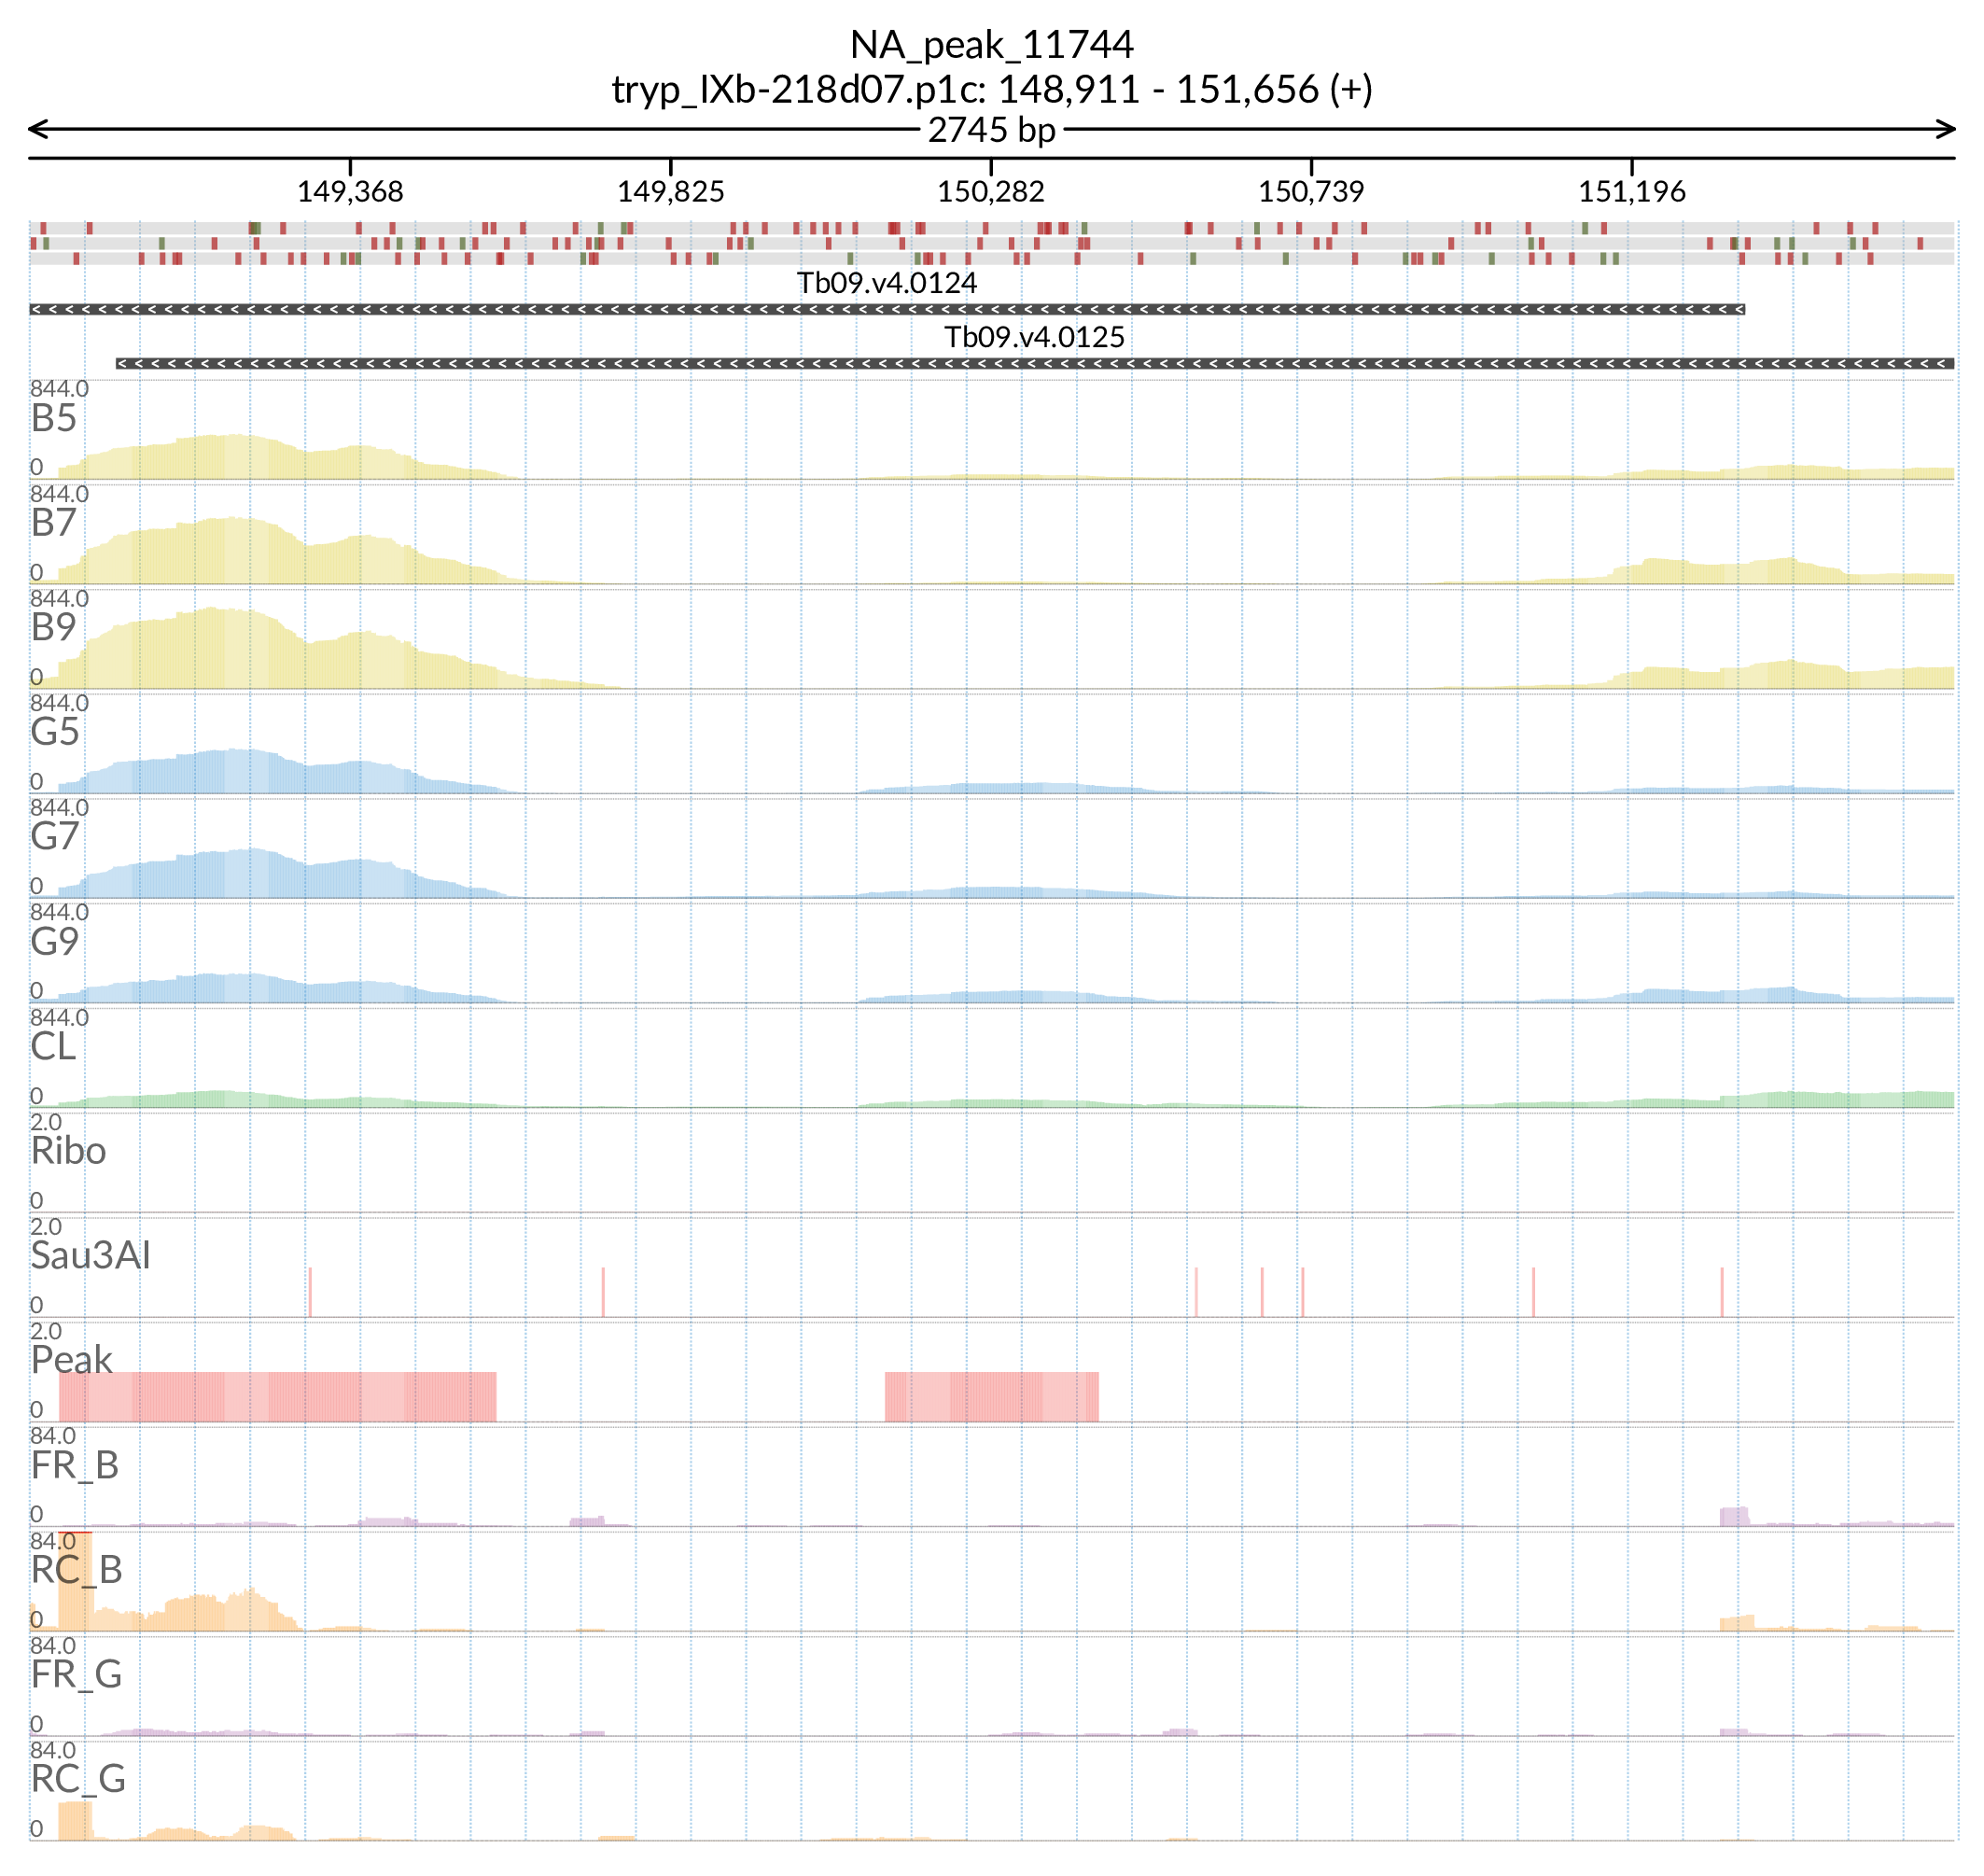 NA_peak_11744
tryp_IXb-218d07.p1c: 148,911 - 151,656 (+)
2745 bp
149,368 149,825 150,282 150,739 151,196
Tb09.v4.0124
Tb09.v4.0125
844.0
B5
0
844.0
B7
0
844.0
B9
0
844.0
G5
0
844.0
G7
0
844.0
G9
0
844.0
CL
0
2.0
Ribo
0
2.0
Sau3AI
0
2.0
Peak
0
84.0
FR_B
0
84.0
RC_B
0
84.0
FR_G
0
84.0
RC_G
0